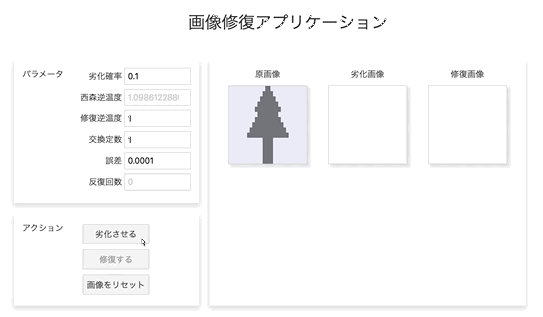 画像修復アプリケーション
パラメータ
劣化確率 0.1
西森逆温度 1.098612288
修復逆温度 1
交換定数 1
誤差 0.0001
反復回数 0
アクション
劣化させる
修復する
画像をリセット
原画像 劣化画像 修復画像